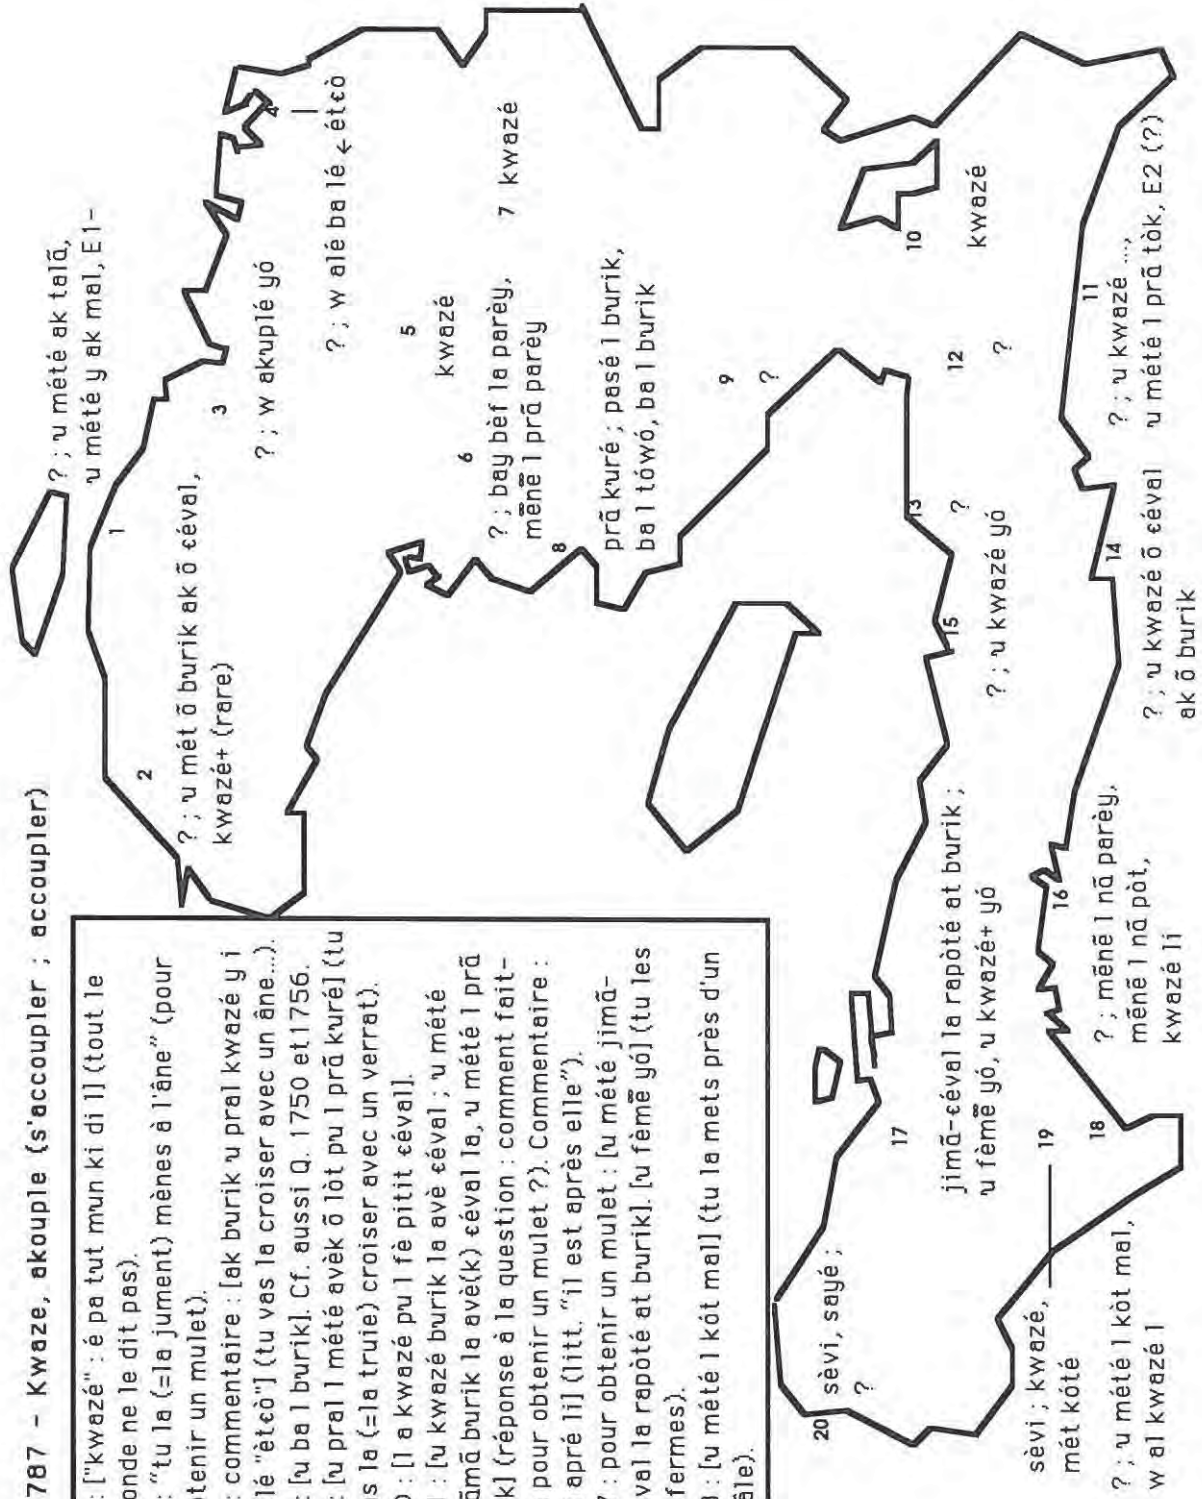 787 - Kwaze, akouple (s'accoupler ; accoupler)
: ["kwazé" : é pa tut mun ki di l] (tout le
onde ne le dit pas).
: "tu la (=la jument) mènes à l'âne" (pour
btenir un mulet).
: commentaire : [ak burik u pral kwazé y i
lé "ètɛò"] (tu vas la croiser avec un âne...).
: [u ba l burik]. Cf. aussi Q. 1750 et 1756.
: [u pral l mété avèk õ lòt pu l prã kuré] (tu
s la (=la truie) croiser avec un verrat).
: [l a kwazé pu l fè pitit ɛéval].
: [u kwazé burik la avè ɛéval ; u mété
ãmã burik la avè(k) ɛéval la, u mété l prã
k] (réponse à la question : comment fait-
pour obtenir un mulet ?). Commentaire :
apré li] (litt. "il est après elle").
: pour obtenir un mulet : [u mété jimã-
val la rapòté at burik]. [u fèmẽ yó] (tu les
fermes).
: [u mété l kót mal] (tu la mets près d'un
âle).
?; u mété ak talã,
u mété y ak mal, E1-
1
2
?; u mét õ burik ak õ ɛéval,
kwazé+ (rare)
3
?; w akuplé yó
4
?; w alé ba lé ← étɛò
5
kwazé
6
?; bay bèf la parèy,
mẽnẽ l prã parèy
7 kwazé
8
prã kuré ; pasé l burik,
ba l tówó, ba l burik
9
?
10
kwazé
11
?; u kwazé ...,
u mété l prã tòk, E2 (?)
12
?
13
?
14
?; u kwazé õ ɛéval
ak õ burik
15
?; u kwazé yó
16
?; mẽnẽ l nã parèy,
mẽnẽ l nã pòt,
kwazé li
17
jimã-ɛéval la rapòté at burik ;
u fèmẽ yó, u kwazé+ yó
18
?; u mété l kòt mal,
w al kwazé l
19
sèvi ; kwazé,
mét kóté
20
sèvi, sayé ;
?